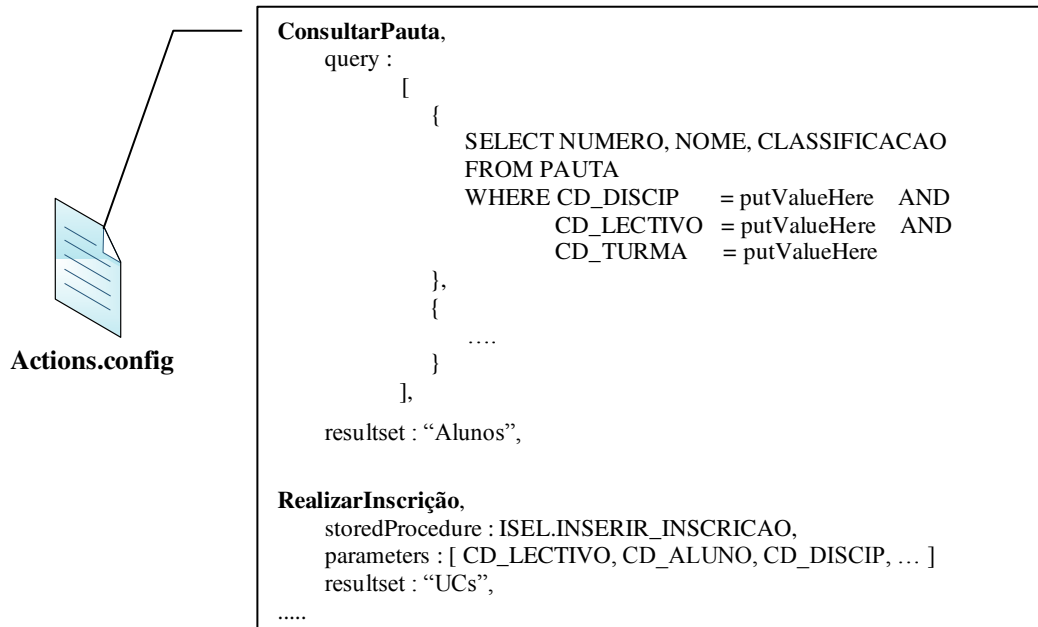 ConsultarPauta,
query :
[
{
SELECT NUMERO, NOME, CLASSIFICACAO
FROM PAUTA
WHERE CD_DISCIP = putValueHere AND
CD_LECTIVO = putValueHere AND
CD_TURMA = putValueHere
},
{
….
}
],
resultset : “Alunos”,
RealizarInscrição,
storedProcedure : ISEL.INSERIR_INSCRICAO,
parameters : [ CD_LECTIVO, CD_ALUNO, CD_DISCIP, … ]
resultset : “UCs”,
.....
Actions.config